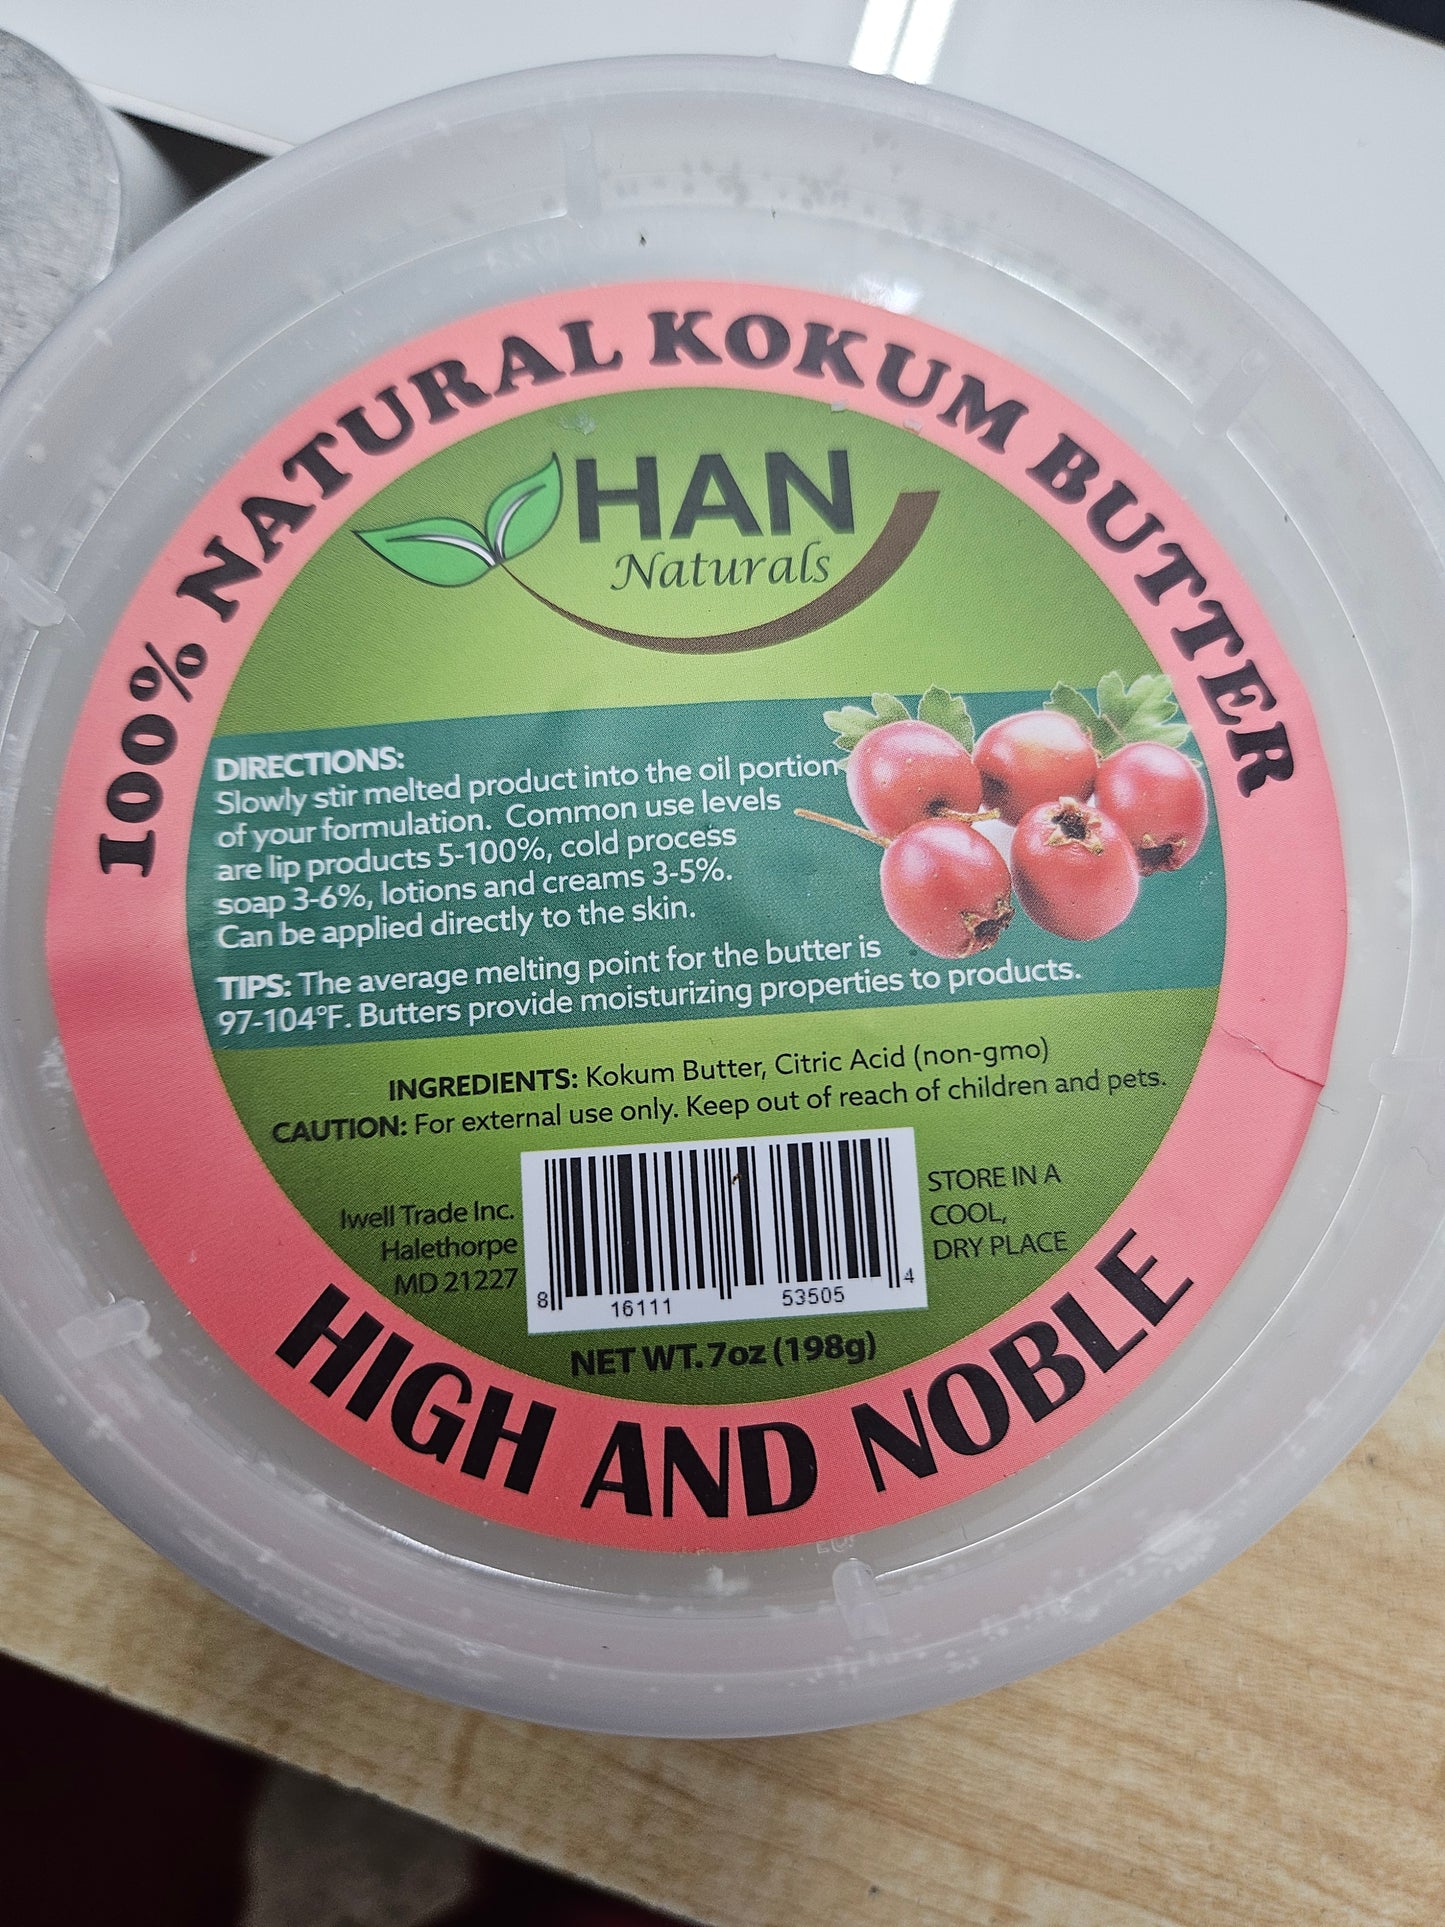 100% NATURAL KOKUM BUTTER
HAN
Naturals
DIRECTIONS:
Slowly stir melted product into the oil portion
of your formulation. Common use levels
are lip products 5-100%, cold process
soap 3-6%, lotions and creams 3-5%.
Can be applied directly to the skin.
TIPS: The average melting point for the butter is
97-104°F. Butters provide moisturizing properties to products.
INGREDIENTS: Kokum Butter, Citric Acid (non-gmo)
CAUTION: For external use only. Keep out of reach of children and pets.
Iwell Trade Inc.
Halethorpe
MD 21227
8 16111 53505 4
STORE IN A
COOL,
DRY PLACE
NET WT. 7oz (198g)
HIGH AND NOBLE